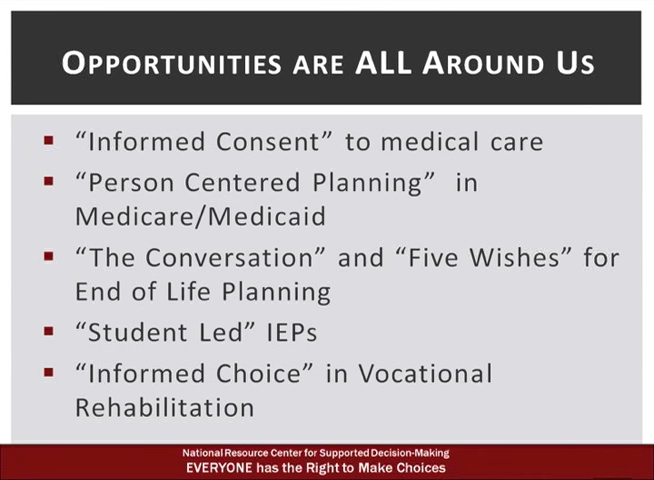 OPPORTUNITIES ARE ALL AROUND US
▪ “Informed Consent” to medical care
▪ “Person Centered Planning” in
Medicare/Medicaid
▪ “The Conversation” and “Five Wishes” for
End of Life Planning
▪ “Student Led” IEPs
▪ “Informed Choice” in Vocational
Rehabilitation
National Resource Center for Supported Decision-Making
EVERYONE has the Right to Make Choices